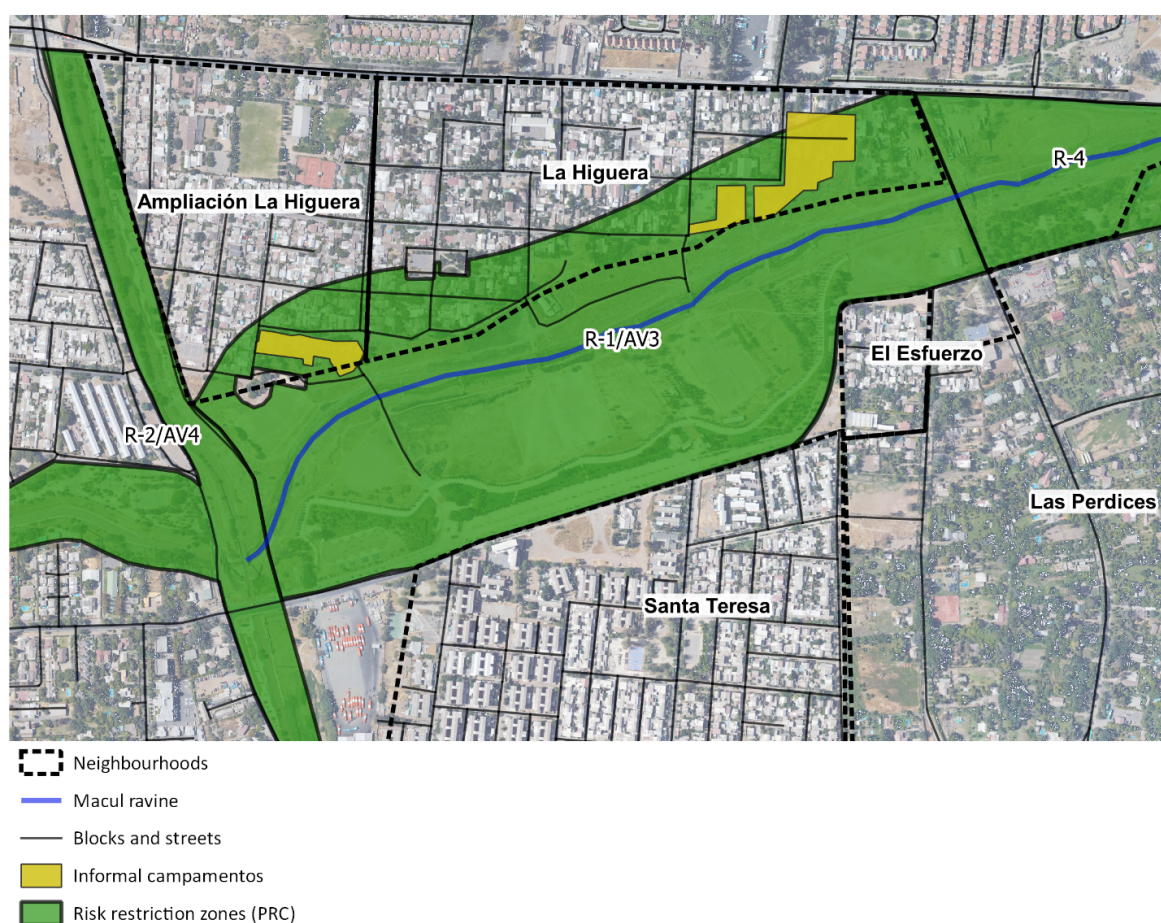 R-4
La Higuera
Ampliación La Higuera
R-1/AV3
El Esfuerzo
R-2/AV4
Las Perdices
Santa Teresa
Neighbourhoods
Macul ravine
Blocks and streets
Informal campamentos
Risk restriction zones (PRC)